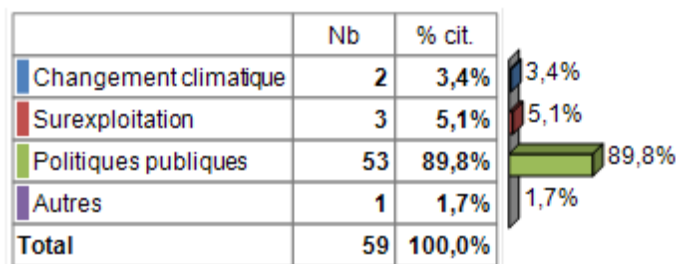 Nb % cit.
Changement climatique 2 3,4% 3,4%
Surexploitation 3 5,1% 5,1%
Politiques publiques 53 89,8% 89,8%
Autres 1 1,7% 1,7%
Total 59 100,0%